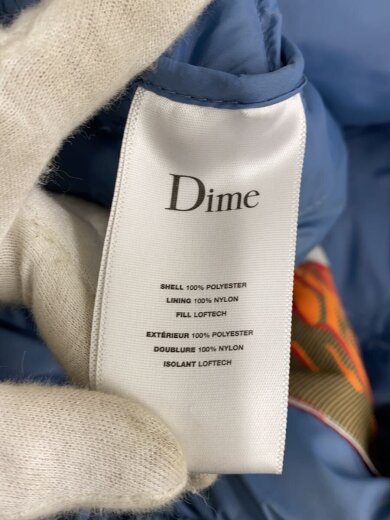 Dime
SHELL 100% POLYESTER
LINING 100% NYLON
FILL LOFTECH
EXTÉRIEUR 100% POLYESTER
DOUBLURE 100% NYLON
ISOLANT LOFTECH